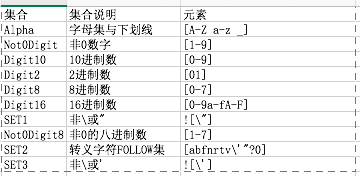 集合 集合说明 元素
Alpha 字母集与下划线 [A-Z a-z _]
Not0Digit 非0数字 [1-9]
Digit10 10进制数 [0-9]
Digit2 2进制数 [01]
Digit8 8进制数 [0-7]
Digit16 16进制数 [0-9a-fA-F]
SET1 非\或" ![\"]
Not0Digit8 非0的八进制数 [1-7]
SET2 转义字符FOLLOW集 [abfnrtv\'"?0]
SET3 非\或' ![\']